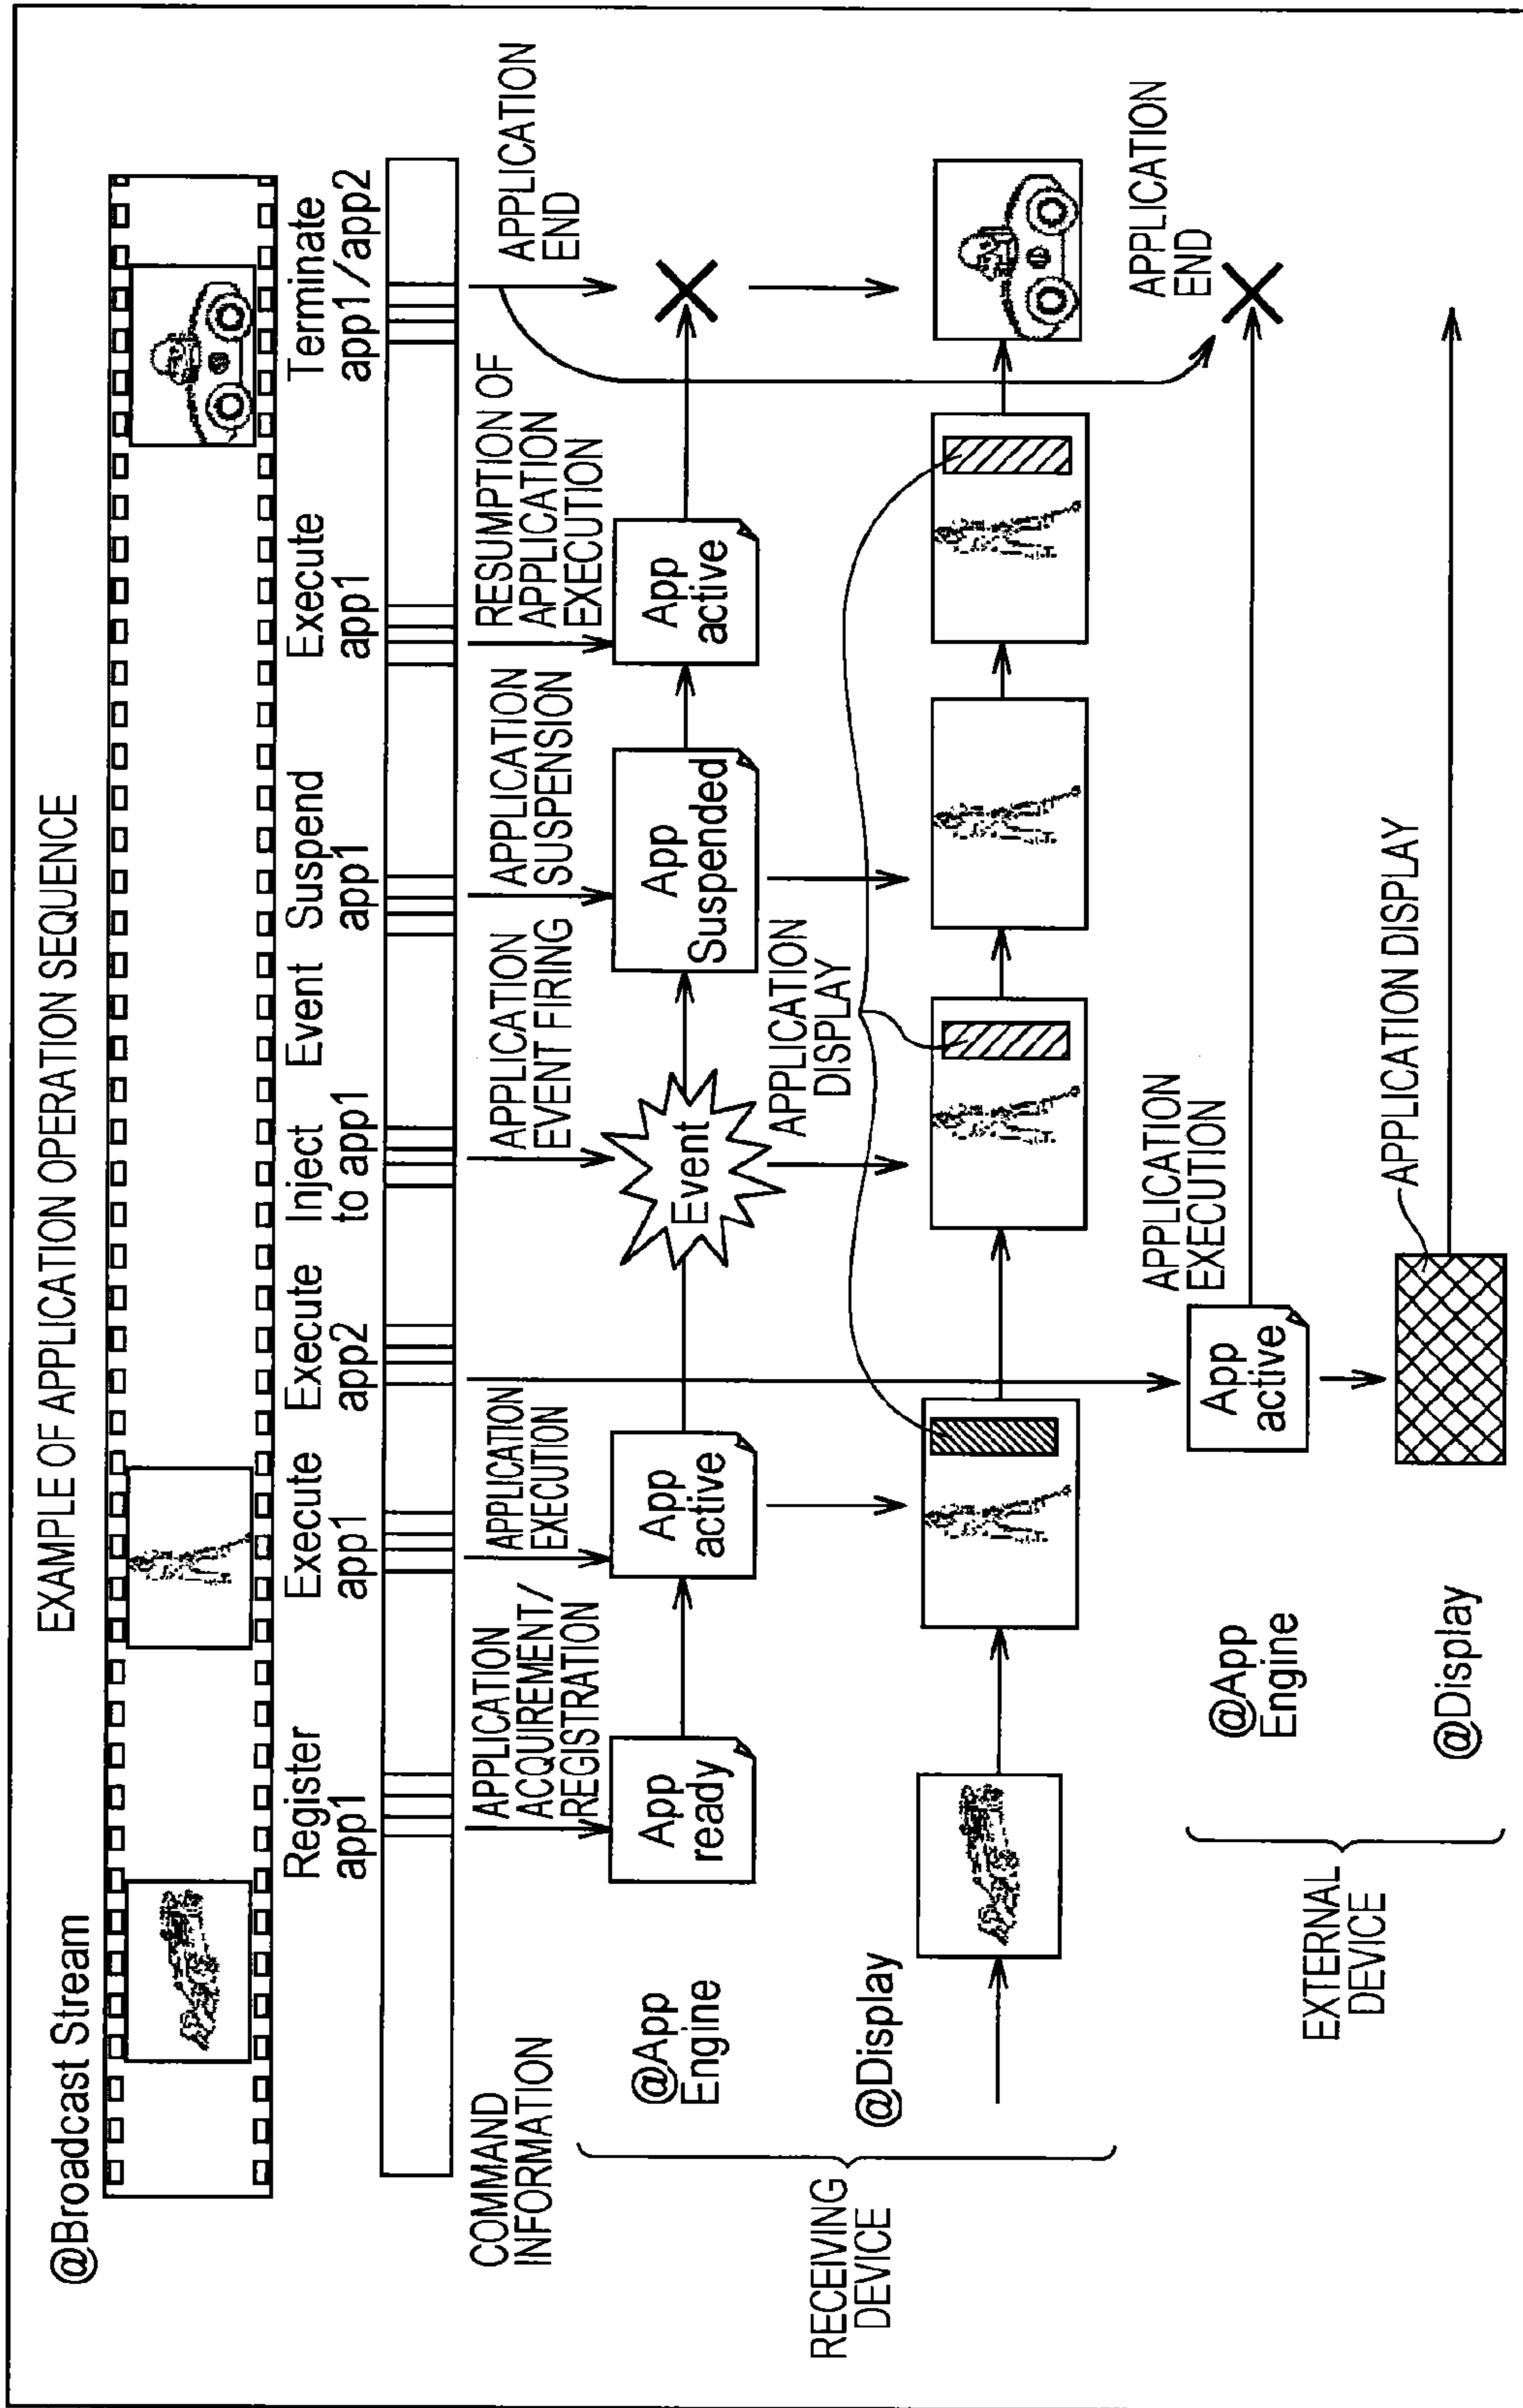 EXAMPLE OF APPLICATION OPERATION SEQUENCE
@Broadcast Stream
Register
app1
Execute
app1
Execute
app2
Inject Event
to app1
Suspend
app1
Execute
app1
Terminate
app1/app2
COMMAND
INFORMATION
APPLICATION
ACQUIREMENT/
REGISTRATION
APPLICATION
EXECUTION
APPLICATION
EVENT FIRING
APPLICATION
SUSPENSION
RESUMPTION OF
APPLICATION
EXECUTION
APPLICATION
END
RECEIVING
DEVICE
@App
Engine
App
ready
App
active
Event
App
Suspended
App
active
APPLICATION
DISPLAY
@Display
EXTERNAL
DEVICE
@App
Engine
App
active
APPLICATION
EXECUTION
APPLICATION
END
@Display
APPLICATION DISPLAY